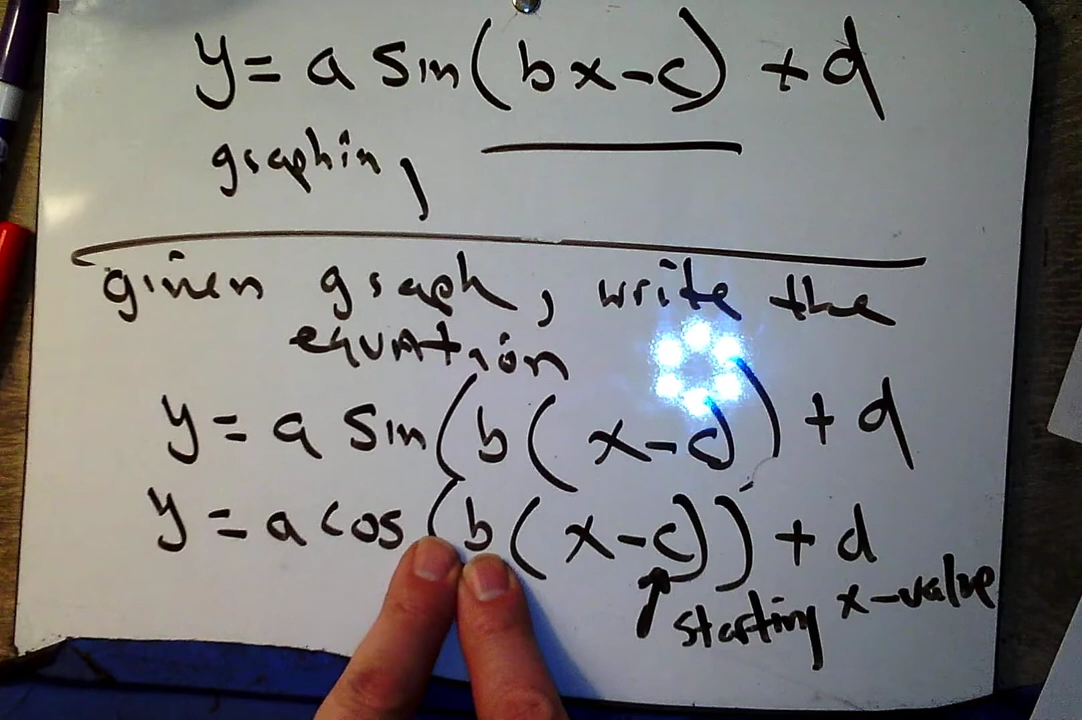 y = a sin(bx-c) + d
graphing
given graph, write the
equation
y = a sin(b(x-c)) + d
y = a cos(b(x-c)) + d
starting x-value